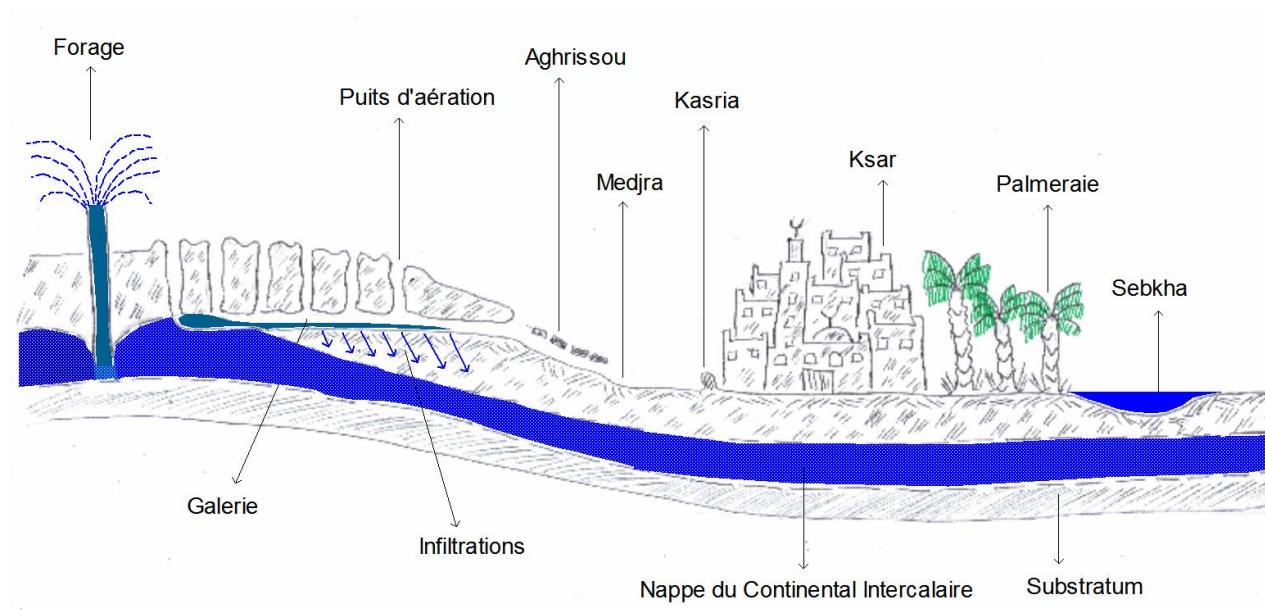 Forage
Aghrissou
Puits d'aération
Kasria
Ksar
Medjra
Palmeraie
Sebkha
Galerie
Infiltrations
Nappe du Continental Intercalaire
Substratum